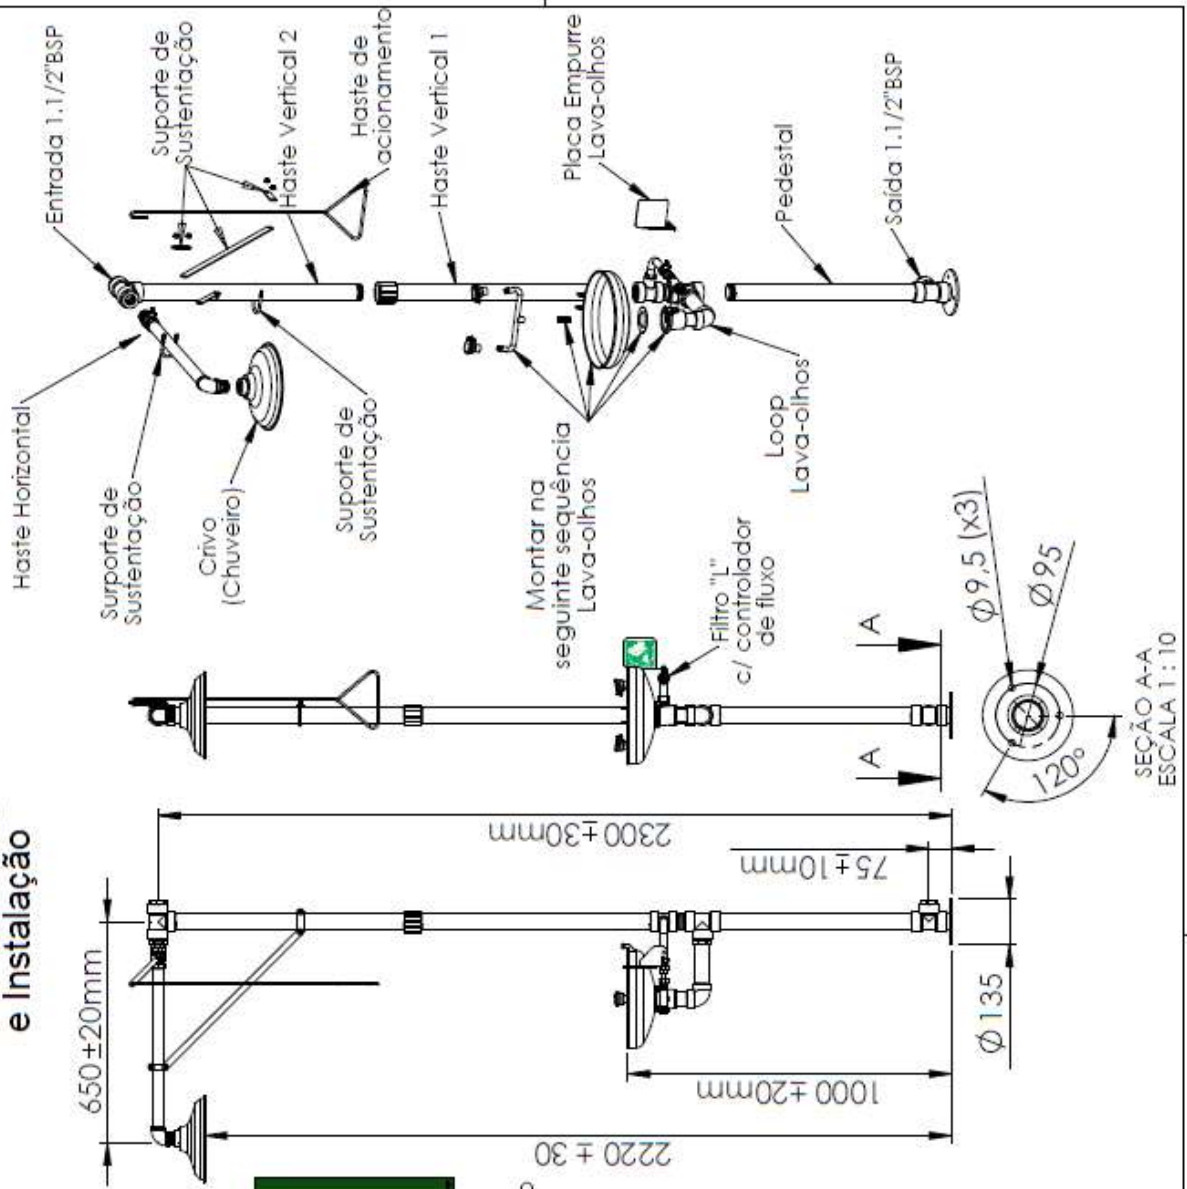 e Instalação
Haste Horizontal
Surporte de
Sustentação
Crivo
(Chuveiro)
Entrada 1.1/2"BSP
Suporte de
Sustentação
Haste Vertical 2
Haste de
acionamento
Haste Vertical 1
Suporte de
Sustentação
Placa Empurre
Lava-olhos
Montar na
seguinte sequência
Lava-olhos
Loop
Lava-olhos
Pedestal
Saída 1.1/2"BSP
Filtro "L"
c/ controlador
de fluxo
650±20mm
2300±30mm
75±10mm
1000±20mm
2220 ± 30
Ø135
A
A
Ø9,5 (x3)
Ø95
120°
SEÇÃO A-A
ESCALA 1 : 10